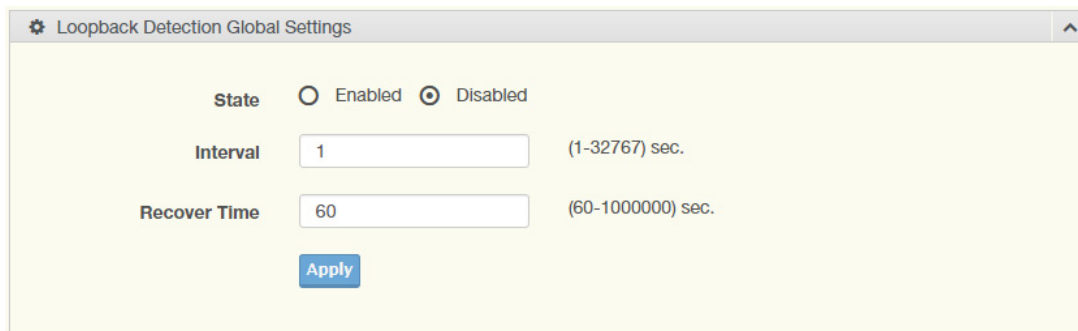 Loopback Detection Global Settings
State Enabled Disabled
Interval 1 (1-32767) sec.
Recover Time 60 (60-1000000) sec.
Apply